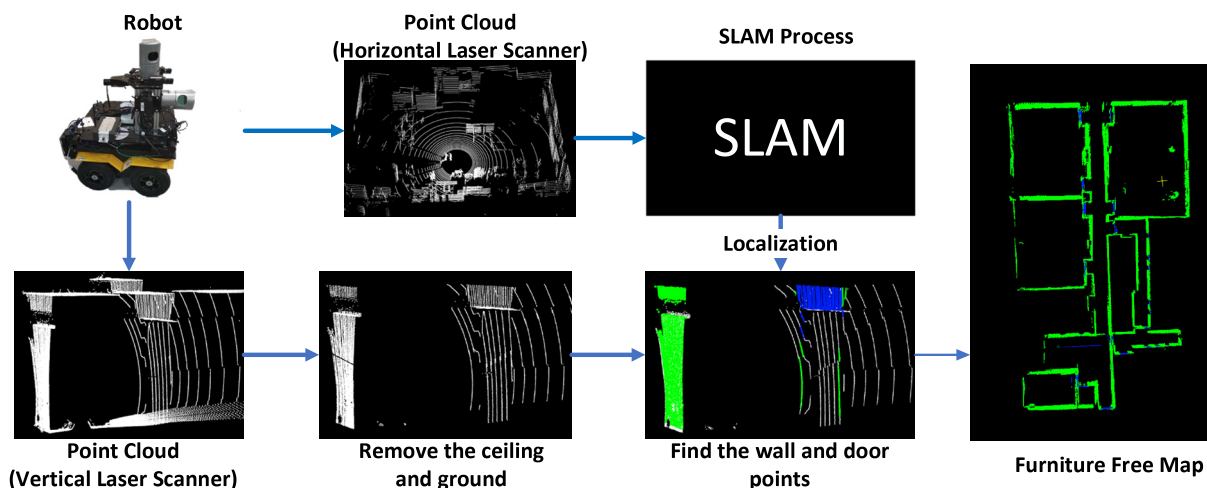 Robot
Point Cloud
(Horizontal Laser Scanner)
SLAM Process
SLAM
Localization
Point Cloud
(Vertical Laser Scanner)
Remove the ceiling
and ground
Find the wall and door
points
Furniture Free Map